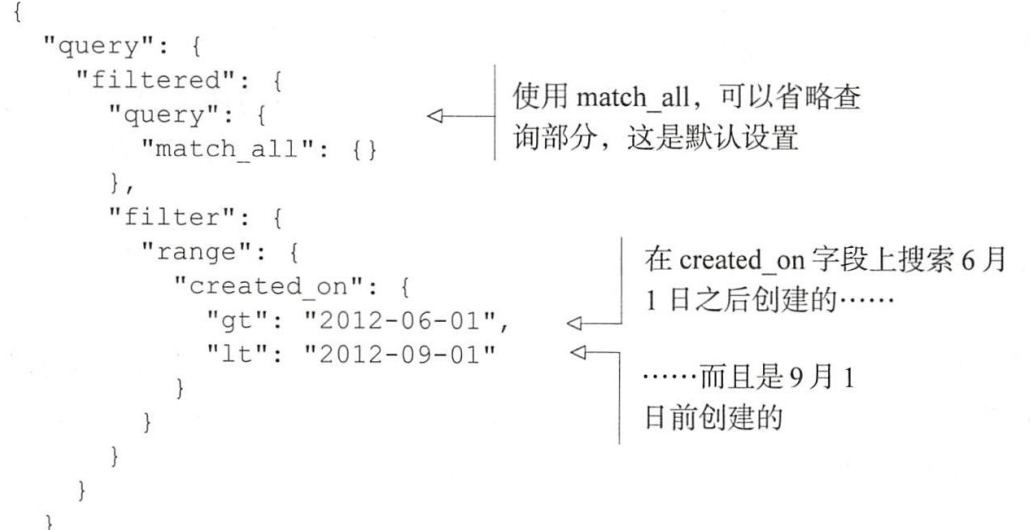 {
  "query": {
    "filtered": {
      "query": {
        "match_all": {}
      },
      "filter": {
        "range": {
          "created_on": {
            "gt": "2012-06-01",
            "lt": "2012-09-01"
          }
        }
      }
    }
  }
使用 match_all，可以省略查
询部分，这是默认设置
在 created_on 字段上搜索 6 月
1 日之后创建的……
……而且是 9 月 1
日前创建的